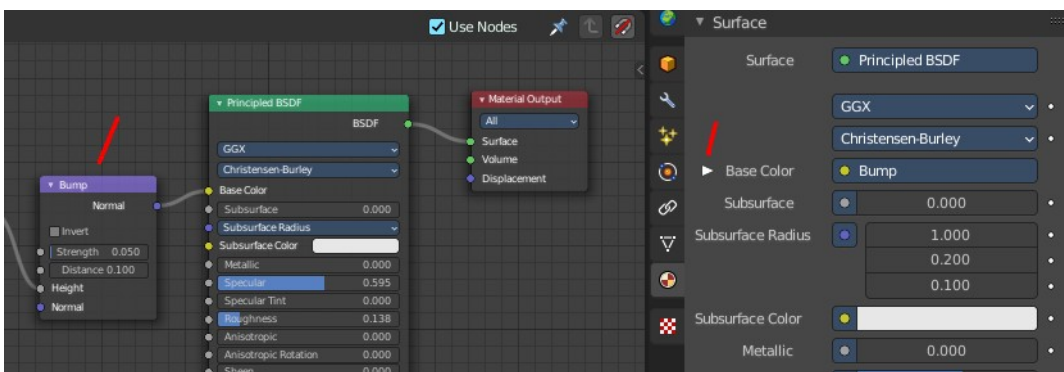 Use Nodes
Bump
Normal
Invert
Strength 0.050
Distance 0.100
Height
Normal
Principled BSDF
BSDF
GGX
Christensen-Burley
Base Color
Subsurface 0.000
Subsurface Radius
Subsurface Color
Metallic 0.000
Specular 0.595
Specular Tint 0.000
Roughness 0.138
Anisotropic 0.000
Anisotropic Rotation 0.000
Sheen 0.000
Material Output
All
Surface
Volume
Displacement
Surface
Surface Principled BSDF
GGX
Christensen-Burley
Base Color Bump
Subsurface 0.000
Subsurface Radius 1.000
0.200
0.100
Subsurface Color
Metallic 0.000